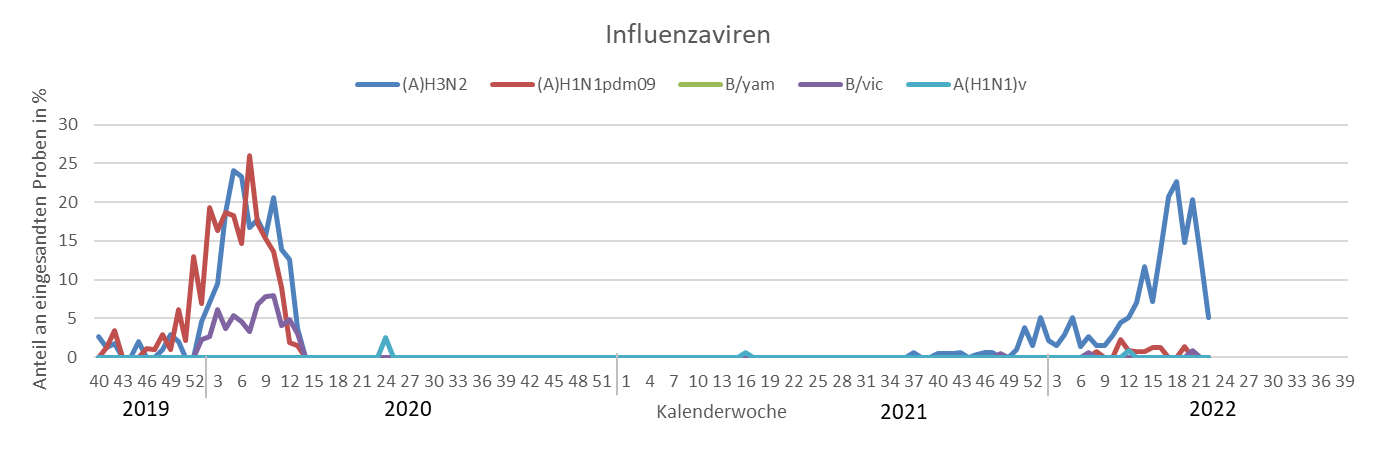 Influenzaviren
(A)H3N2 (A)H1N1pdm09 B/yam B/vic A(H1N1)v
Anteil an eingesandten Proben in %
30
25
20
15
10
5
0
40 43 46 49 52 3 6 9 12 15 18 21 24 27 30 33 36 39 42 45 48 51 1 4 7 10 13 16 19 22 25 28 31 34 37 40 43 46 49 52 3 6 9 12 15 18 21 24 27 30 33 36 39
2019 2020 Kalenderwoche 2021 2022